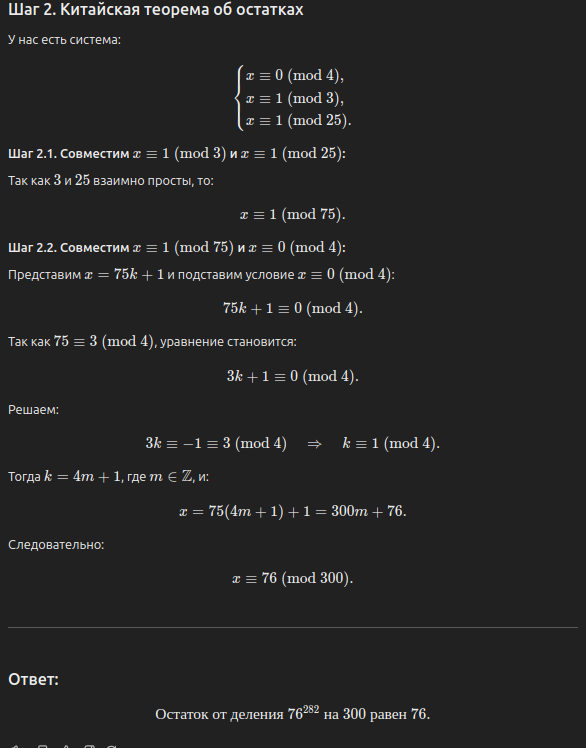 Шаг 2. Китайская теорема об остатках
У нас есть система:
x ≡ 0 (mod 4),
x ≡ 1 (mod 3),
x ≡ 1 (mod 25).
Шаг 2.1. Совместим x ≡ 1 (mod 3) и x ≡ 1 (mod 25):
Так как 3 и 25 взаимно просты, то:
x ≡ 1 (mod 75).
Шаг 2.2. Совместим x ≡ 1 (mod 75) и x ≡ 0 (mod 4):
Представим x = 75k + 1 и подставим условие x ≡ 0 (mod 4):
75k + 1 ≡ 0 (mod 4).
Так как 75 ≡ 3 (mod 4), уравнение становится:
3k + 1 ≡ 0 (mod 4).
Решаем:
3k ≡ −1 ≡ 3 (mod 4) ⇒ k ≡ 1 (mod 4).
Тогда k = 4m + 1, где m ∈ ℤ, и:
x = 75(4m + 1) + 1 = 300m + 76.
Следовательно:
x ≡ 76 (mod 300).
Ответ:
Остаток от деления 76²⁸² на 300 равен 76.